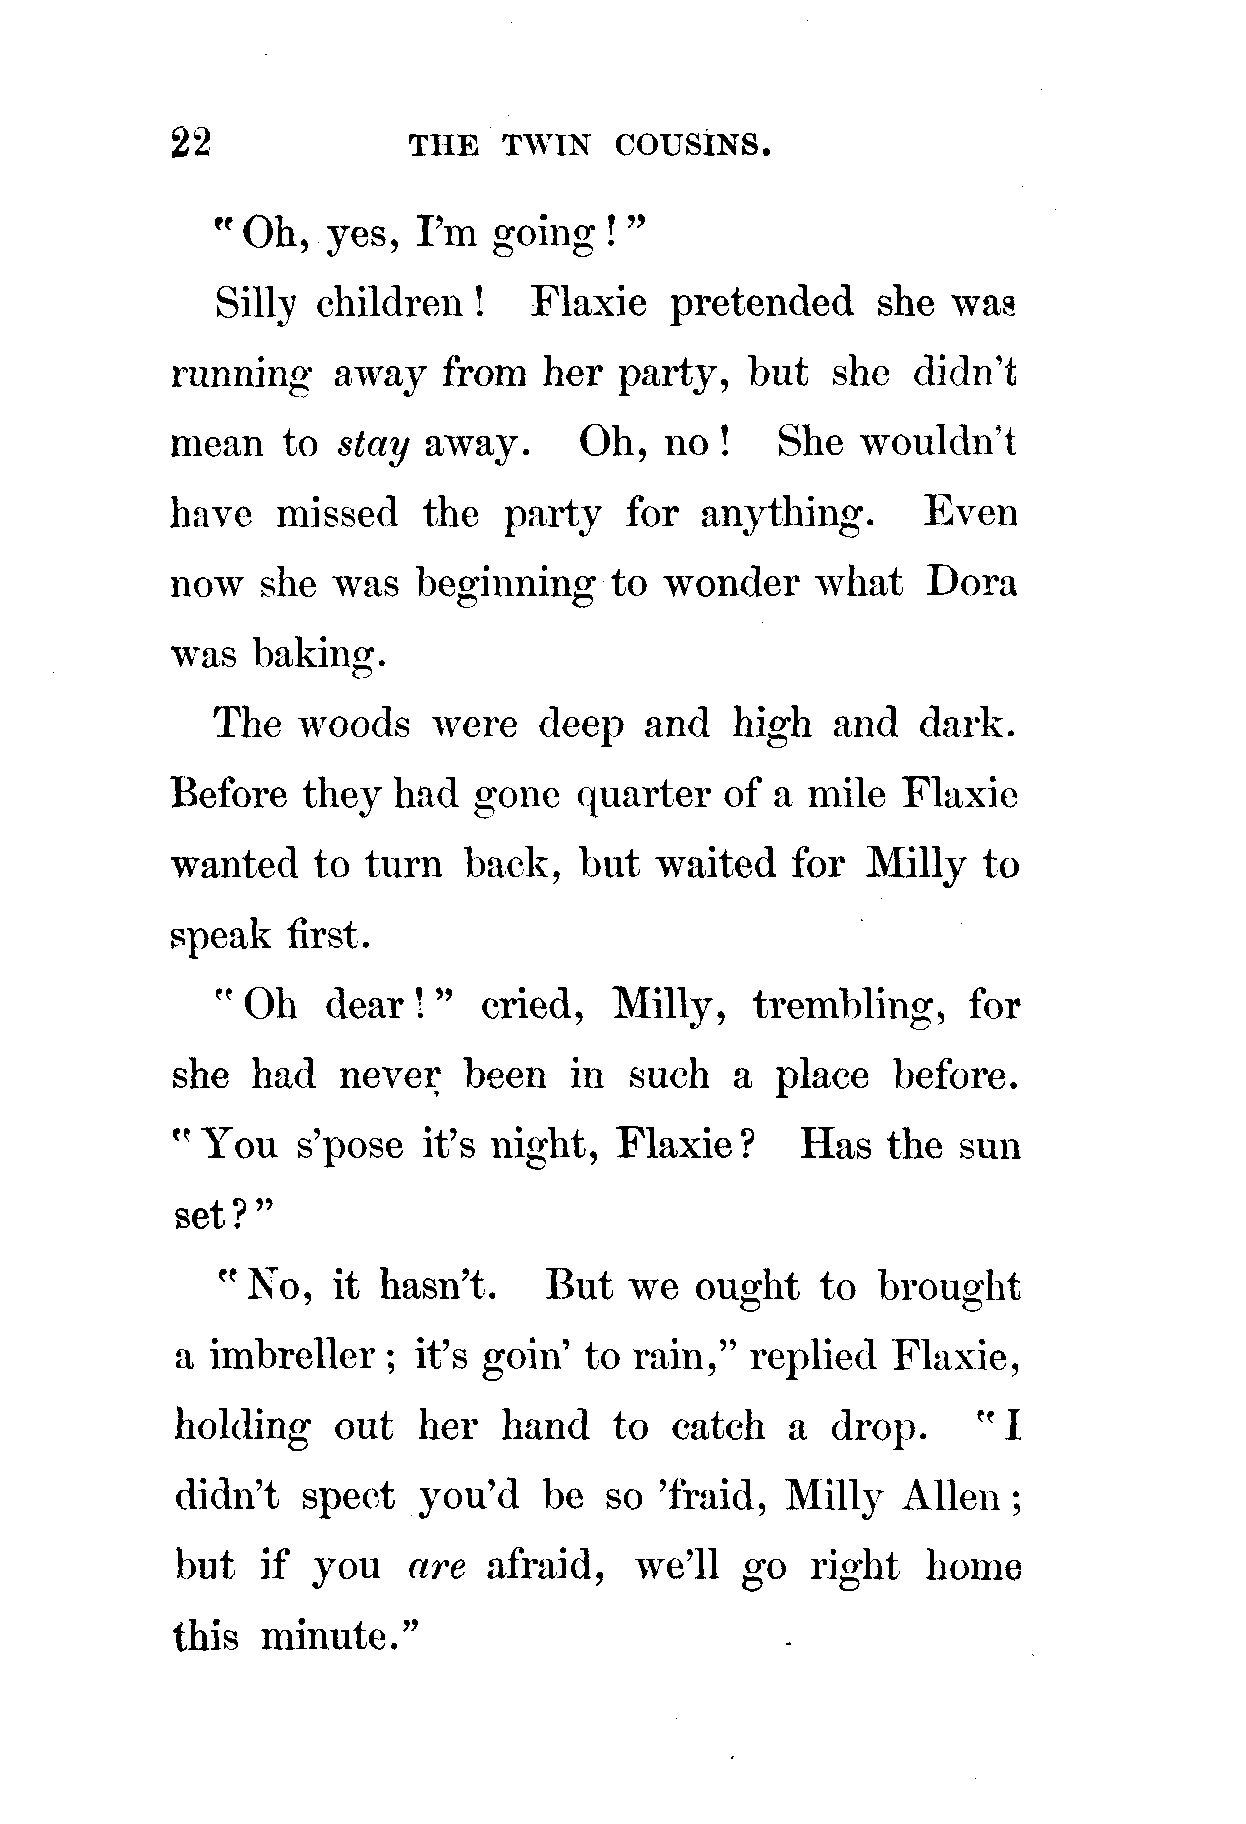 22 THE TWIN COUSINS.
"Oh, yes, I'm going!"
Silly children! Flaxie pretended she was
running away from her party, but she didn't
mean to stay away. Oh, no! She wouldn't
have missed the party for anything. Even
now she was beginning to wonder what Dora
was baking.
The woods were deep and high and dark.
Before they had gone quarter of a mile Flaxie
wanted to turn back, but waited for Milly to
speak first.
"Oh dear!" cried, Milly, trembling, for
she had never been in such a place before.
"You s'pose it's night, Flaxie? Has the sun
set?"
"No, it hasn't. But we ought to brought
a imbreller; it's goin' to rain," replied Flaxie,
holding out her hand to catch a drop. "I
didn't spect you'd be so 'fraid, Milly Allen;
but if you are afraid, we'll go right home
this minute."